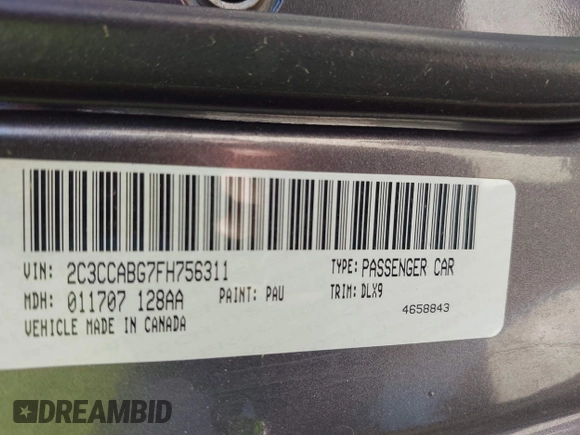 VIN: 2C3CCABG7FH756311 TYPE: PASSENGER CAR
MDH: 011707 128AA PAINT: PAU TRIM: DLX9
VEHICLE MADE IN CANADA 4658843
DREAMBID